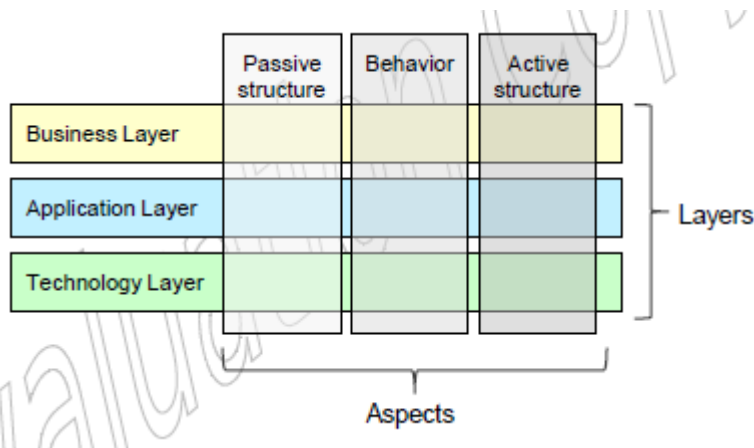 Passive
structure
Behavior
Active
structure
Business Layer
Application Layer
Technology Layer
Layers
Aspects